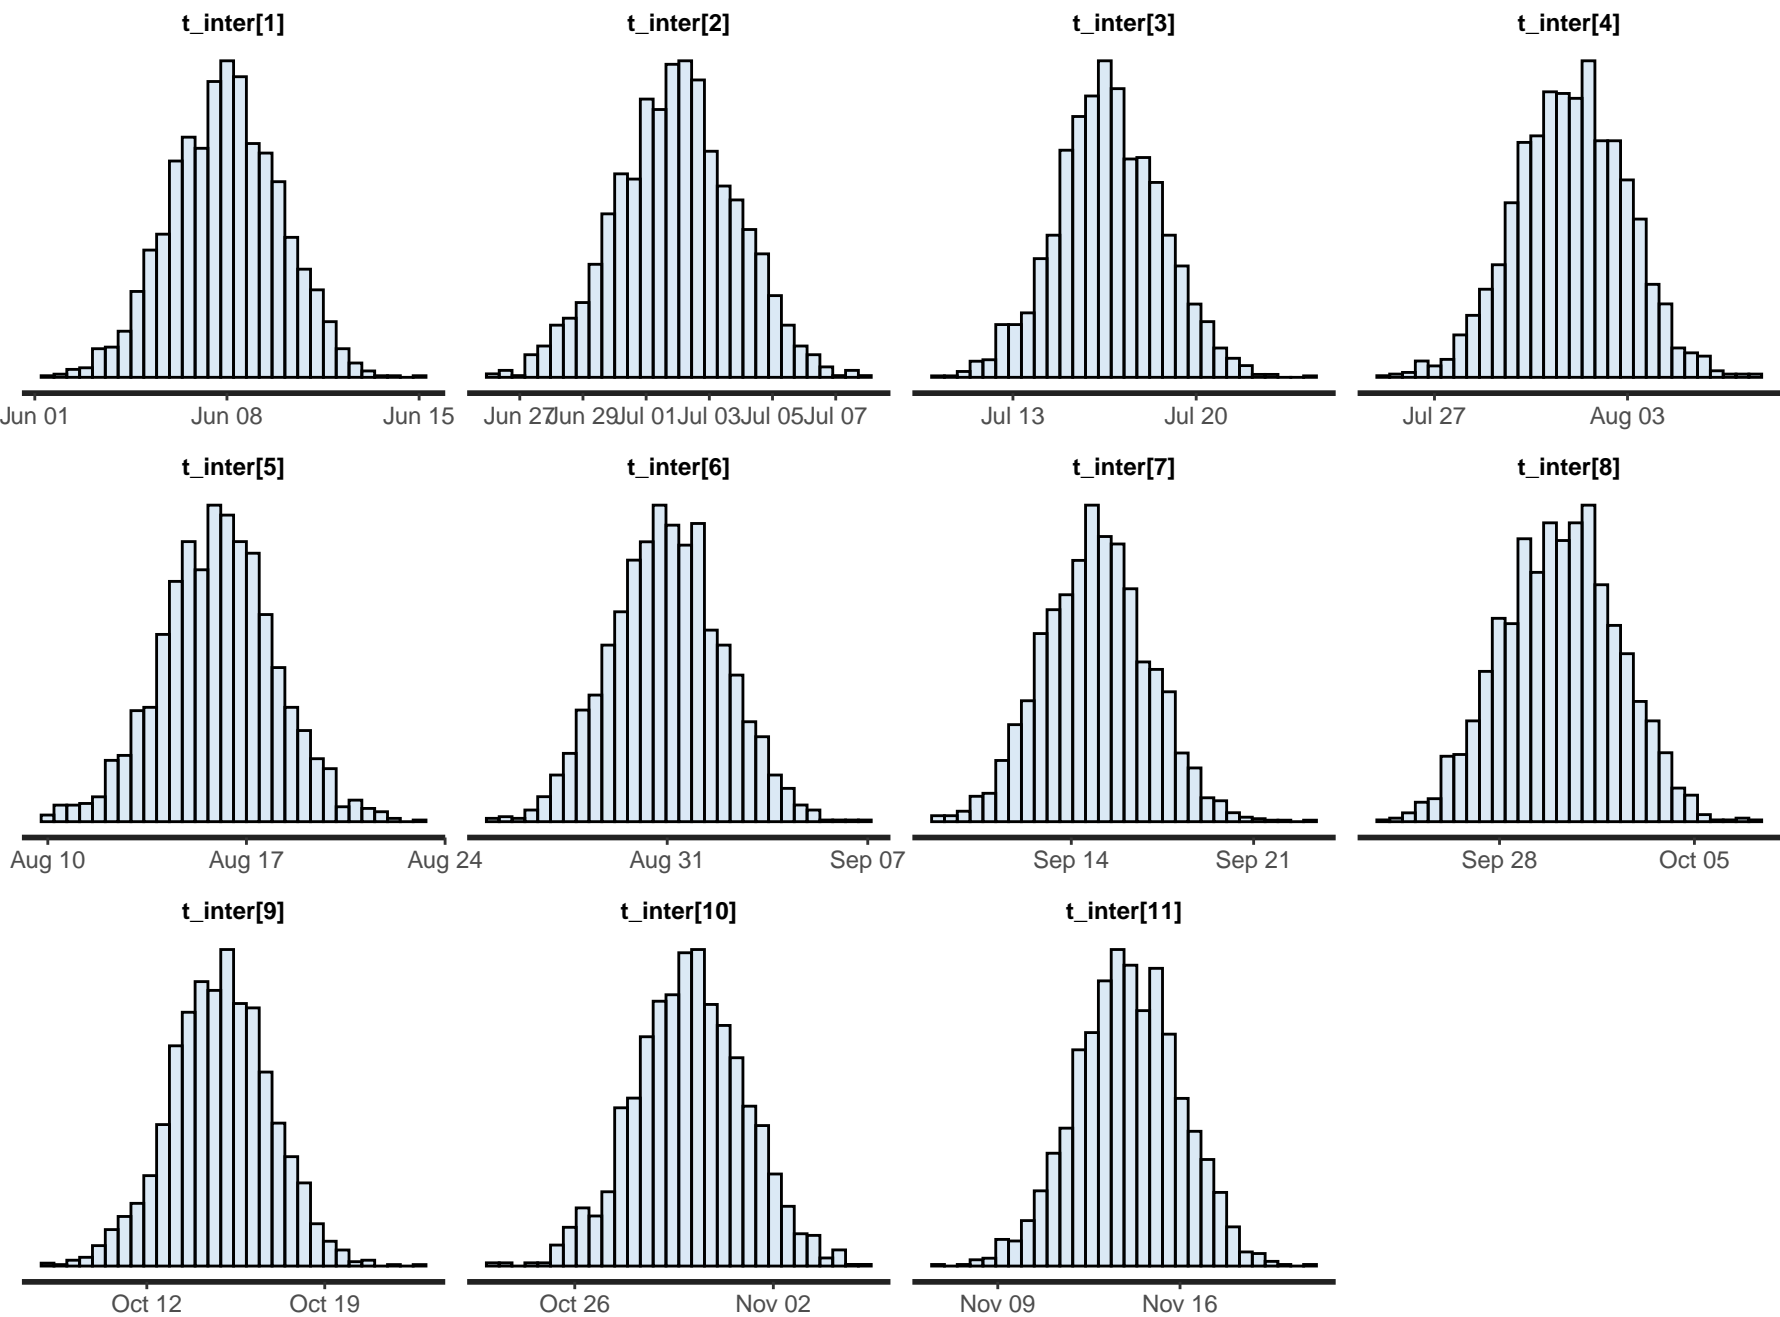 t_inter[1] t_inter[2] t_inter[3] t_inter[4]
Jun 01 Jun 08 Jun 15 Jun 27 Jun 29 Jul 01 Jul 03 Jul 05 Jul 07 Jul 13 Jul 20 Jul 27 Aug 03
t_inter[5] t_inter[6] t_inter[7] t_inter[8]
Aug 10 Aug 17 Aug 24 Aug 31 Sep 07 Sep 14 Sep 21 Sep 28 Oct 05
t_inter[9] t_inter[10] t_inter[11]
Oct 12 Oct 19 Oct 26 Nov 02 Nov 09 Nov 16